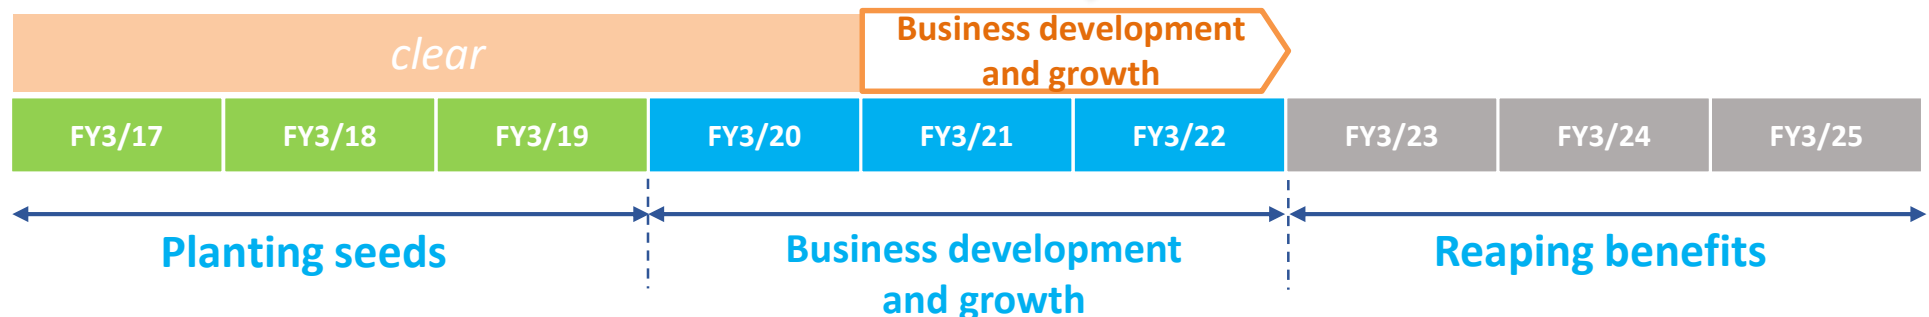 clear
Business development
and growth
FY3/17
FY3/18
FY3/19
FY3/20
FY3/21
FY3/22
FY3/23
FY3/24
FY3/25
Planting seeds
Business development
and growth
Reaping benefits